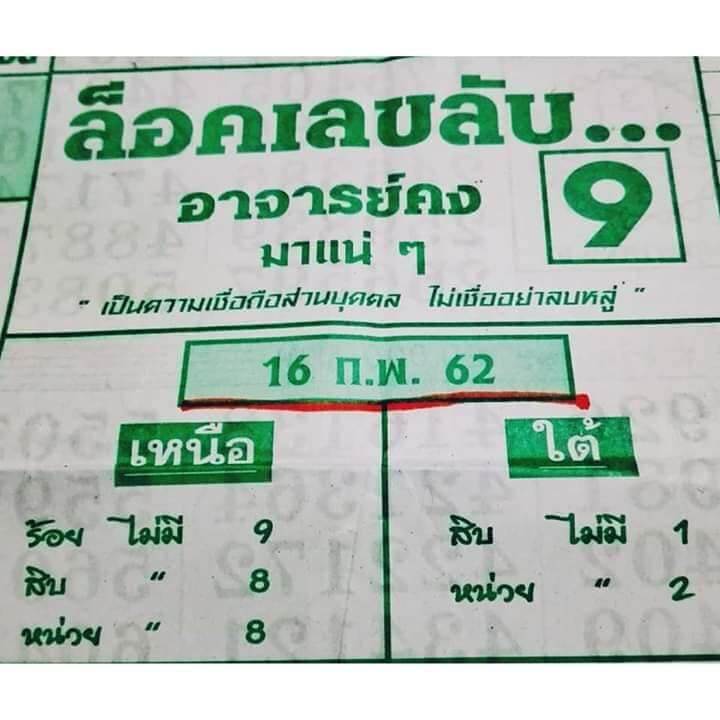 ล็อคเลขลับ...
อาจารย์คง 9
มาแน่ ๆ
" เป็นความเชื่อถือส่วนบุคคล ไม่เชื่ออย่าลบหลู่ "
16 ก.พ. 62
เหนือ
ร้อย ไม่มี 9
สิบ " 8
หน่วย " 8
ใต้
สิบ ไม่มี 1
หน่วย " 2